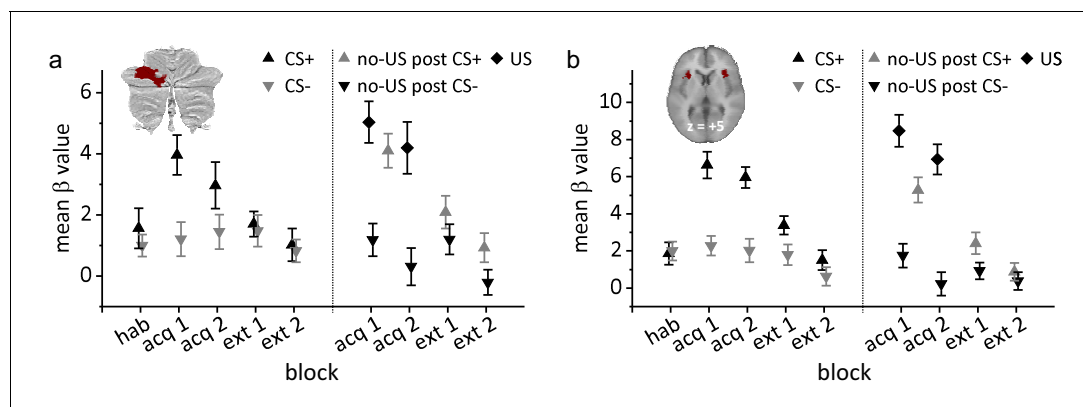 a
CS+
CS-
no-US post CS+
US
no-US post CS-
mean β value
6
4
2
0
hab
acq 1
acq 2
ext 1
ext 2
acq 1
acq 2
ext 1
ext 2
block
b
z = +5
CS+
CS-
no-US post CS+
US
no-US post CS-
mean β value
10
8
6
4
2
0
hab
acq 1
acq 2
ext 1
ext 2
acq 1
acq 2
ext 1
ext 2
block